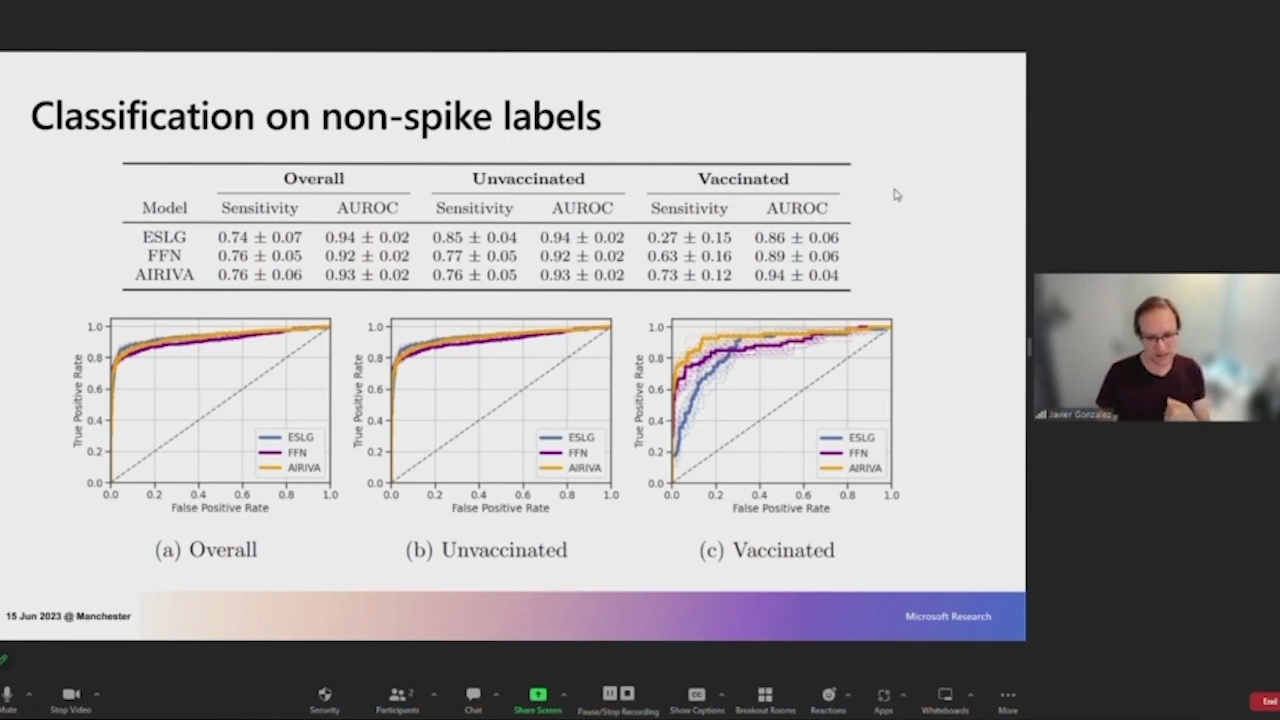 Classification on non-spike labels
Overall Unvaccinated Vaccinated
Model Sensitivity AUROC Sensitivity AUROC Sensitivity AUROC
ESLG 0.74 ± 0.07 0.94 ± 0.02 0.85 ± 0.04 0.94 ± 0.02 0.27 ± 0.15 0.86 ± 0.06
FFN 0.76 ± 0.05 0.92 ± 0.02 0.77 ± 0.05 0.92 ± 0.02 0.63 ± 0.16 0.89 ± 0.06
AIRIVA 0.76 ± 0.06 0.93 ± 0.02 0.76 ± 0.05 0.93 ± 0.02 0.73 ± 0.12 0.94 ± 0.04
True Positive Rate
1.0
0.8
0.6
0.4
0.2
0.0
ESLG
FFN
AIRIVA
0.0 0.2 0.4 0.6 0.8 1.0
False Positive Rate
(a) Overall
True Positive Rate
1.0
0.8
0.6
0.4
0.2
0.0
ESLG
FFN
AIRIVA
0.0 0.2 0.4 0.6 0.8 1.0
False Positive Rate
(b) Unvaccinated
True Positive Rate
1.0
0.8
0.6
0.4
0.2
0.0
ESLG
FFN
AIRIVA
0.0 0.2 0.4 0.6 0.8 1.0
False Positive Rate
(c) Vaccinated
Javier Gonzalez
15 Jun 2023 @ Manchester
Microsoft Research
Mute Stop Video Security Participants 2 Chat Share Screen Pause/Stop Recording CC Show Captions Breakout Rooms Reactions Apps Whiteboards More End